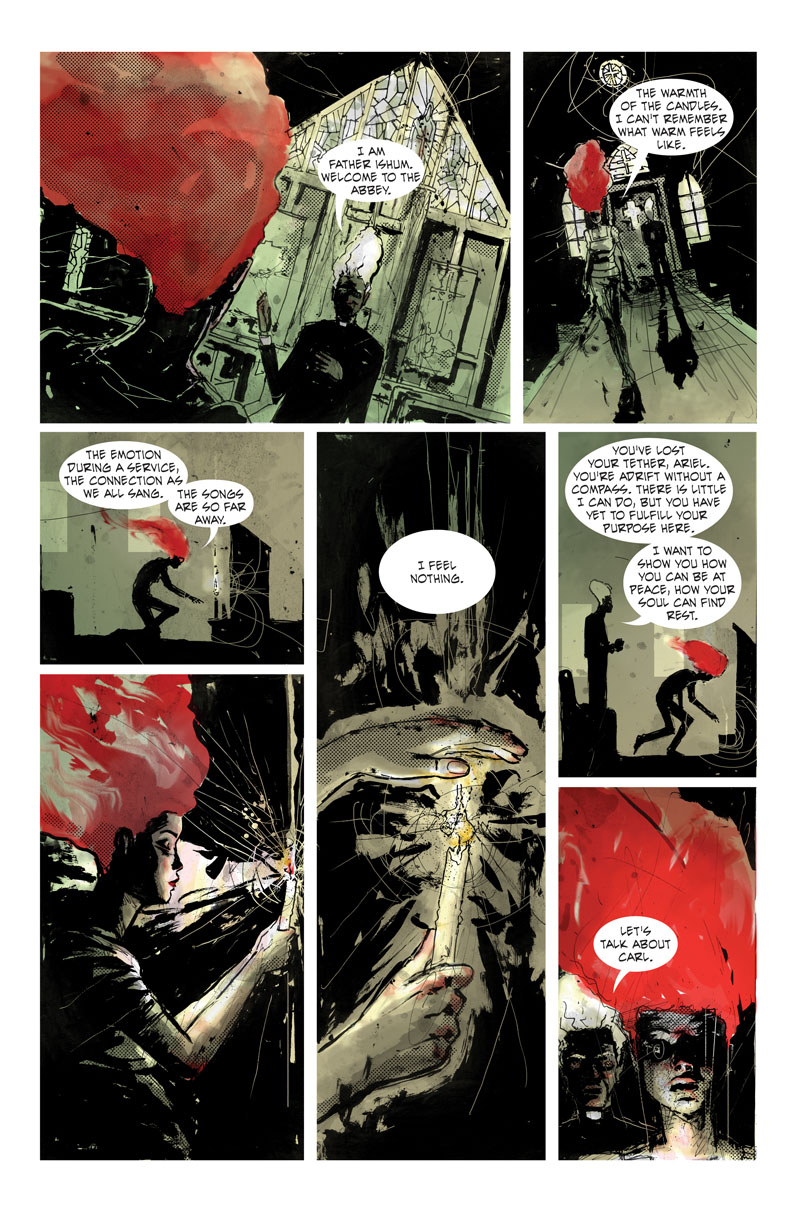 I AM
FATHER ISHUM.
WELCOME TO THE
ABBEY.
THE WARMTH
OF THE CANDLES.
I CAN'T REMEMBER
WHAT WARM FEELS
LIKE.
THE EMOTION
DURING A SERVICE,
THE CONNECTION AS
WE ALL SANG.
THE SONGS
ARE SO FAR
AWAY.
I FEEL
NOTHING.
YOU'VE LOST
YOUR TETHER, ARIEL.
YOU'RE ADRIFT WITHOUT A
COMPASS. THERE IS LITTLE
I CAN DO, BUT YOU HAVE
YET TO FULFILL YOUR
PURPOSE HERE.
I WANT TO
SHOW YOU HOW
YOU CAN BE AT
PEACE, HOW YOUR
SOUL CAN FIND
REST.
LET'S
TALK ABOUT
CARL.